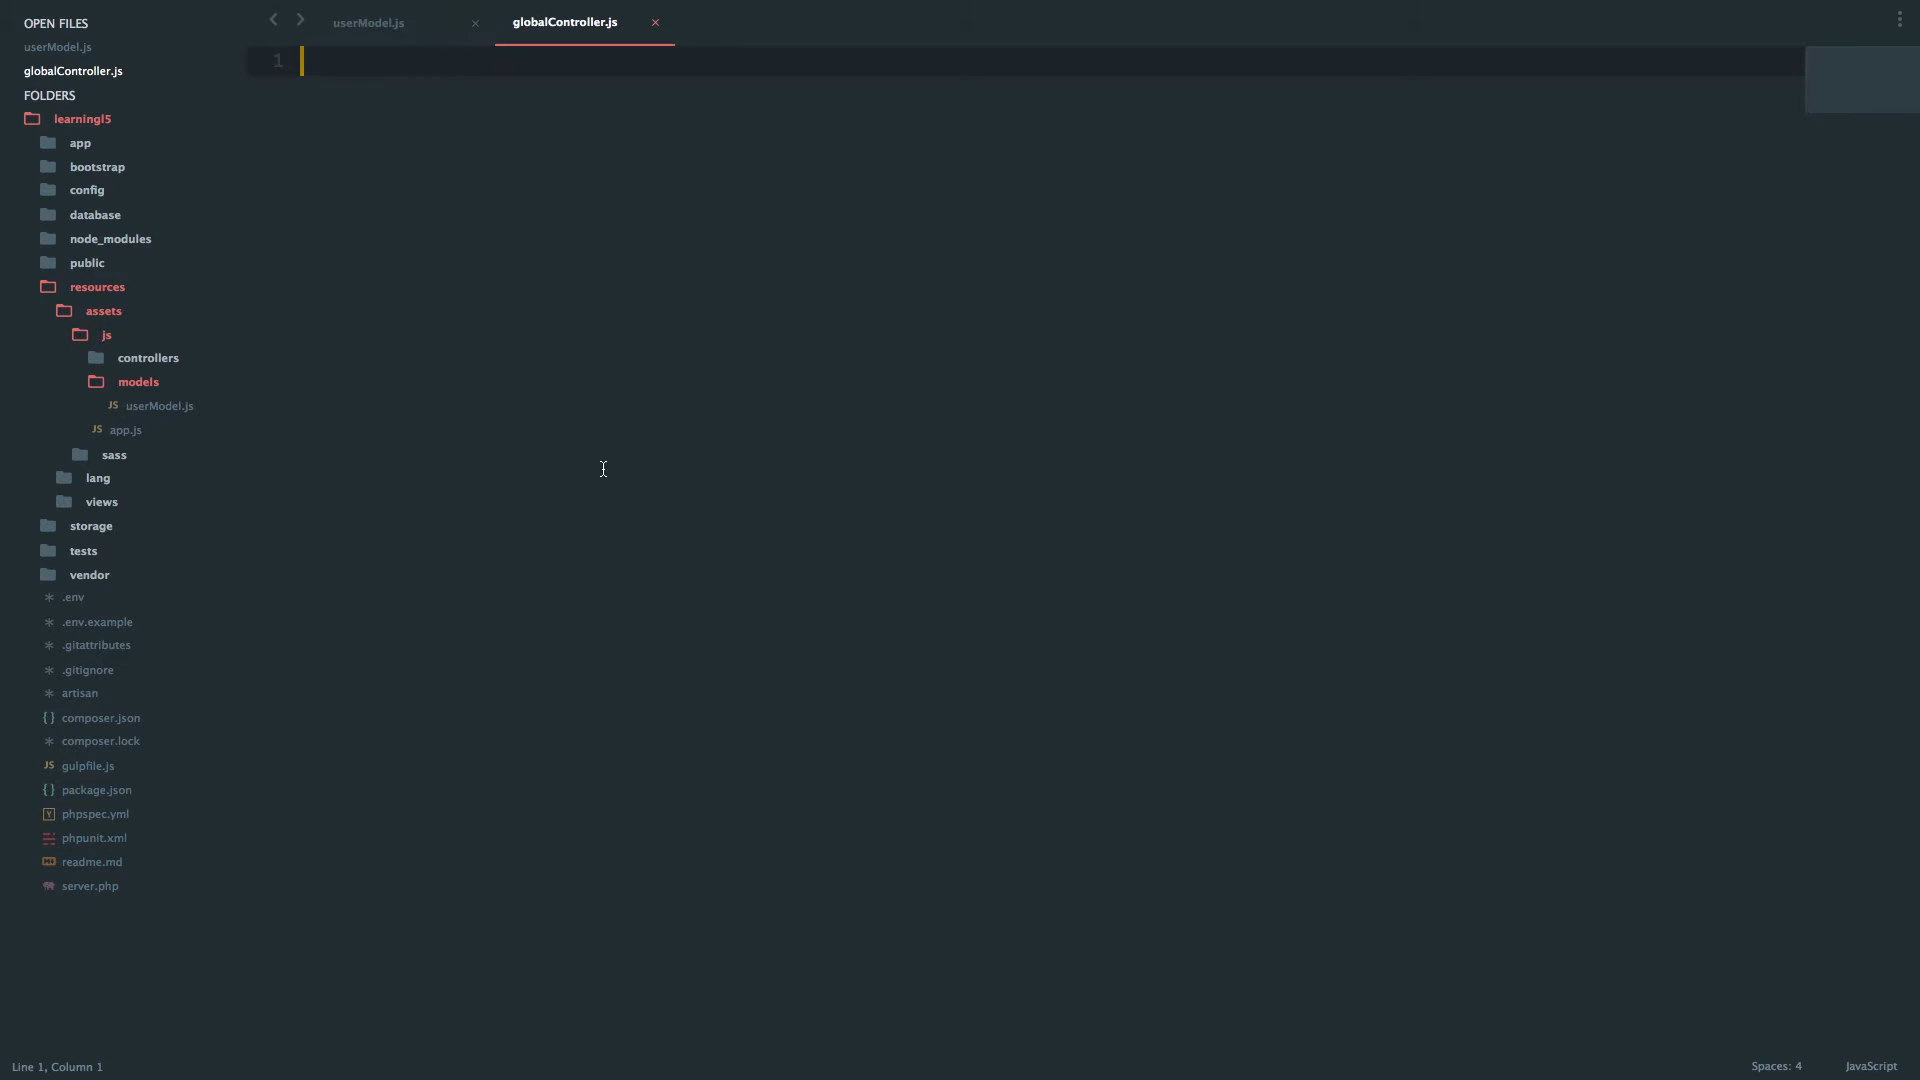 OPEN FILES
userModel.js
globalController.js
FOLDERS
learningl5
app
bootstrap
config
database
node_modules
public
resources
assets
js
controllers
models
JS userModel.js
JS app.js
sass
lang
views
storage
tests
vendor
* .env
* .env.example
* .gitattributes
* .gitignore
* artisan
{} composer.json
* composer.lock
JS gulpfile.js
{} package.json
Y phpspec.yml
phpunit.xml
readme.md
server.php
userModel.js × globalController.js ×
1
Line 1, Column 1
Spaces: 4 JavaScript